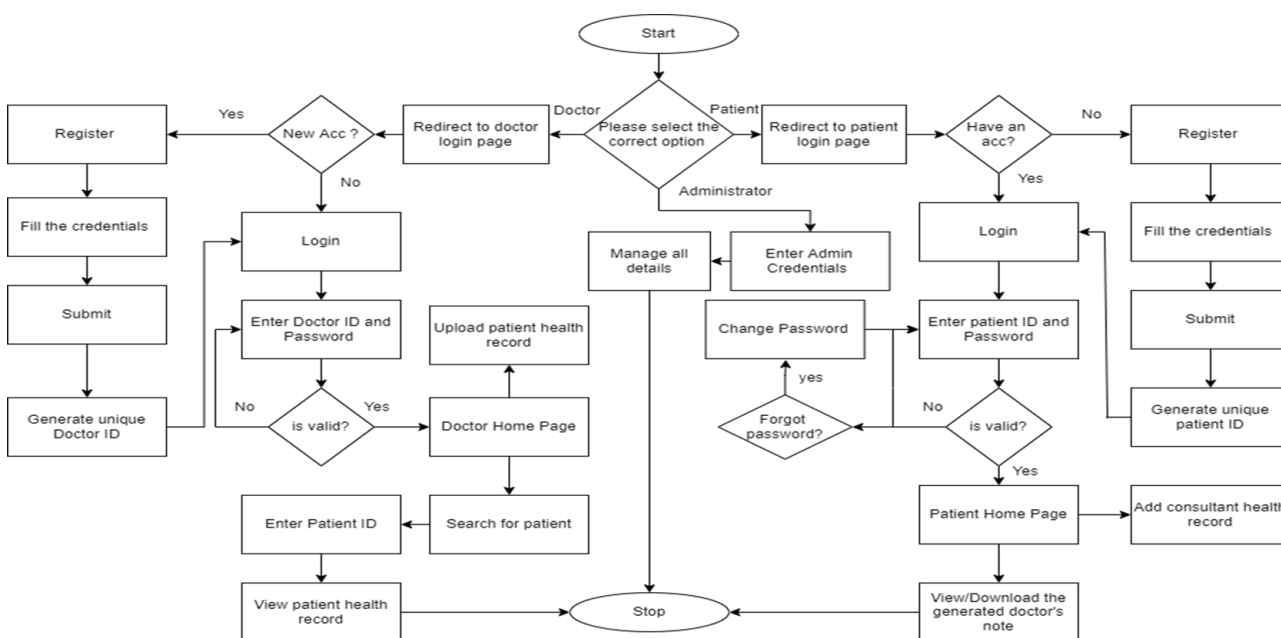 Start
Doctor
Please select the
correct option
Patient
Administrator
Redirect to doctor
login page
New Acc ?
Yes
No
Register
Fill the credentials
Submit
Generate unique
Doctor ID
Login
Enter Doctor ID and
Password
is valid?
No
Yes
Doctor Home Page
Upload patient health
record
Search for patient
Enter Patient ID
View patient health
record
Enter Admin
Credentials
Manage all
details
Redirect to patient
login page
Have an
acc?
No
Yes
Register
Fill the credentials
Submit
Generate unique
patient ID
Login
Enter patient ID and
Password
is valid?
No
Forgot
password?
yes
Change Password
Yes
Patient Home Page
Add consultant health
record
View/Download the
generated doctor's
note
Stop